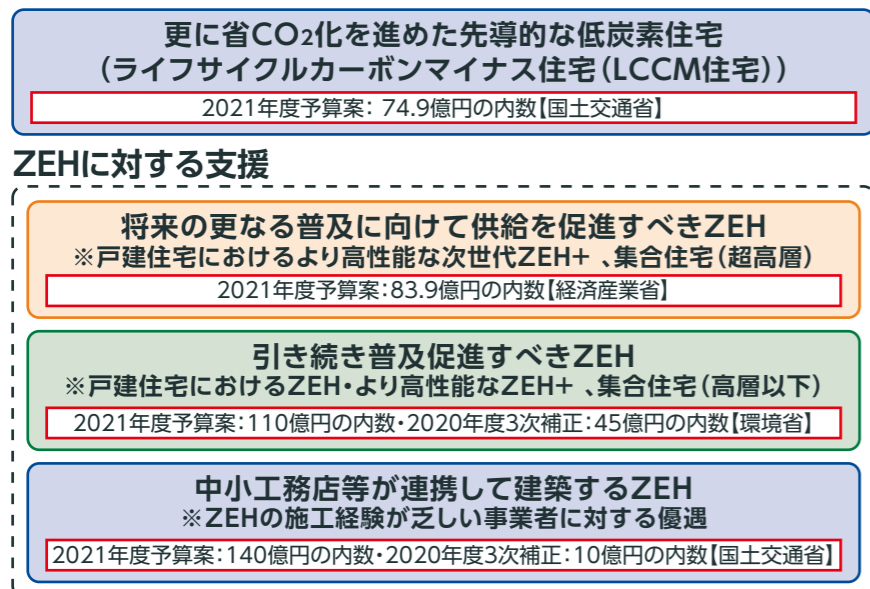 更に省CO2化を進めた先導的な低炭素住宅
（ライフサイクルカーボンマイナス住宅（LCCM住宅））
2021年度予算案：74.9億円の内数【国土交通省】
ZEHに対する支援
将来の更なる普及に向けて供給を促進すべきZEH
※戸建住宅におけるより高性能な次世代ZEH+、集合住宅（超高層）
2021年度予算案：83.9億円の内数【経済産業省】
引き続き普及促進すべきZEH
※戸建住宅におけるZEH・より高性能なZEH+、集合住宅（高層以下）
2021年度予算案：110億円の内数・2020年度3次補正：45億円の内数【環境省】
中小工務店等が連携して建築するZEH
※ZEHの施工経験が乏しい事業者に対する優遇
2021年度予算案：140億円の内数・2020年度3次補正：10億円の内数【国土交通省】